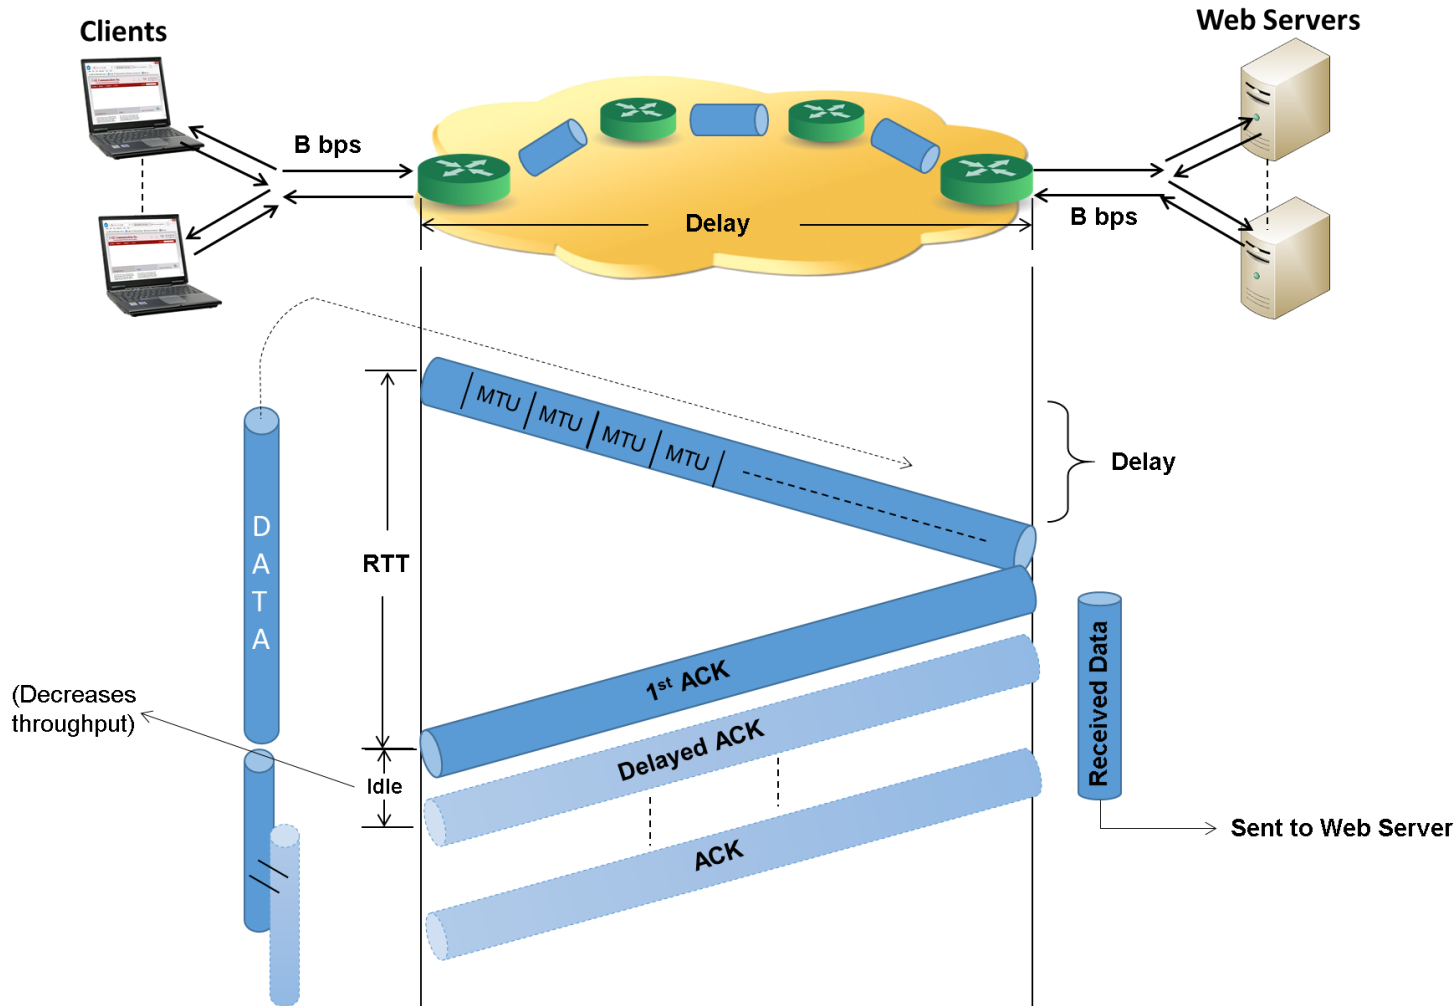 Clients
Web Servers
B bps
Delay
B bps
MTU
MTU
MTU
MTU
Delay
DATA
RTT
1st ACK
Received Data
(Decreases
throughput)
Delayed ACK
Idle
Sent to Web Server
ACK